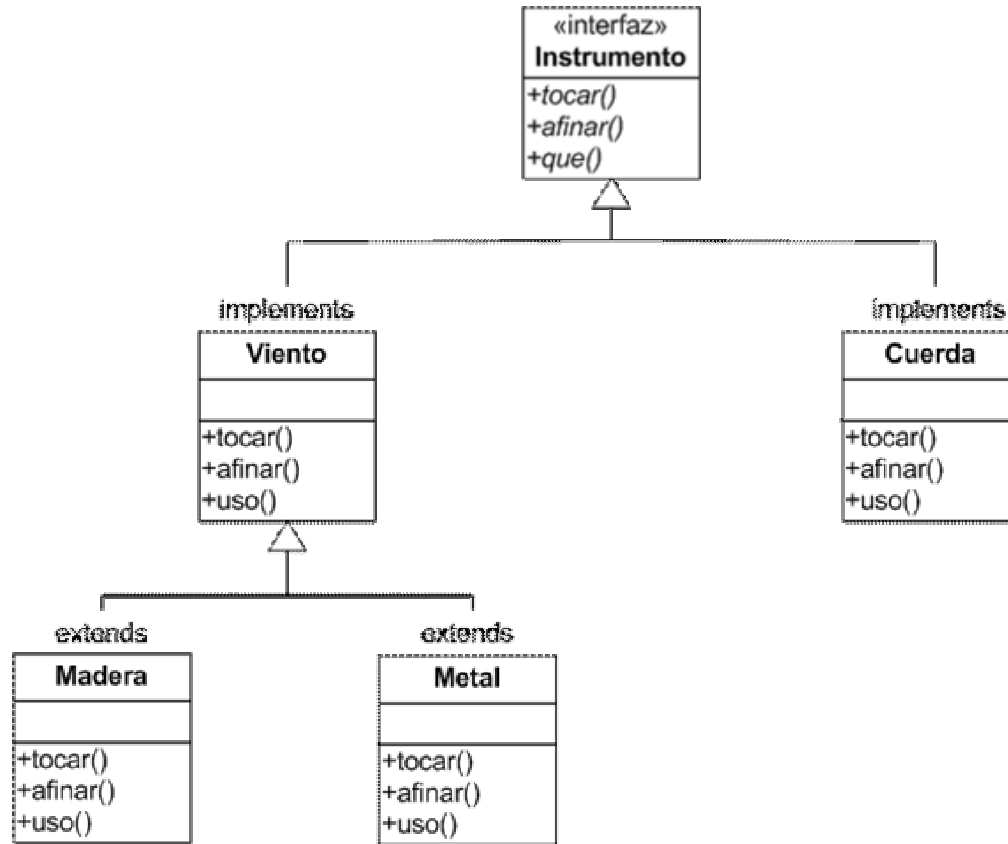 «interfaz»
Instrumento
+tocar()
+afinar()
+que()
implements
implements
Viento
+tocar()
+afinar()
+uso()
Cuerda
+tocar()
+afinar()
+uso()
extends
extends
Madera
+tocar()
+afinar()
+uso()
Metal
+tocar()
+afinar()
+uso()